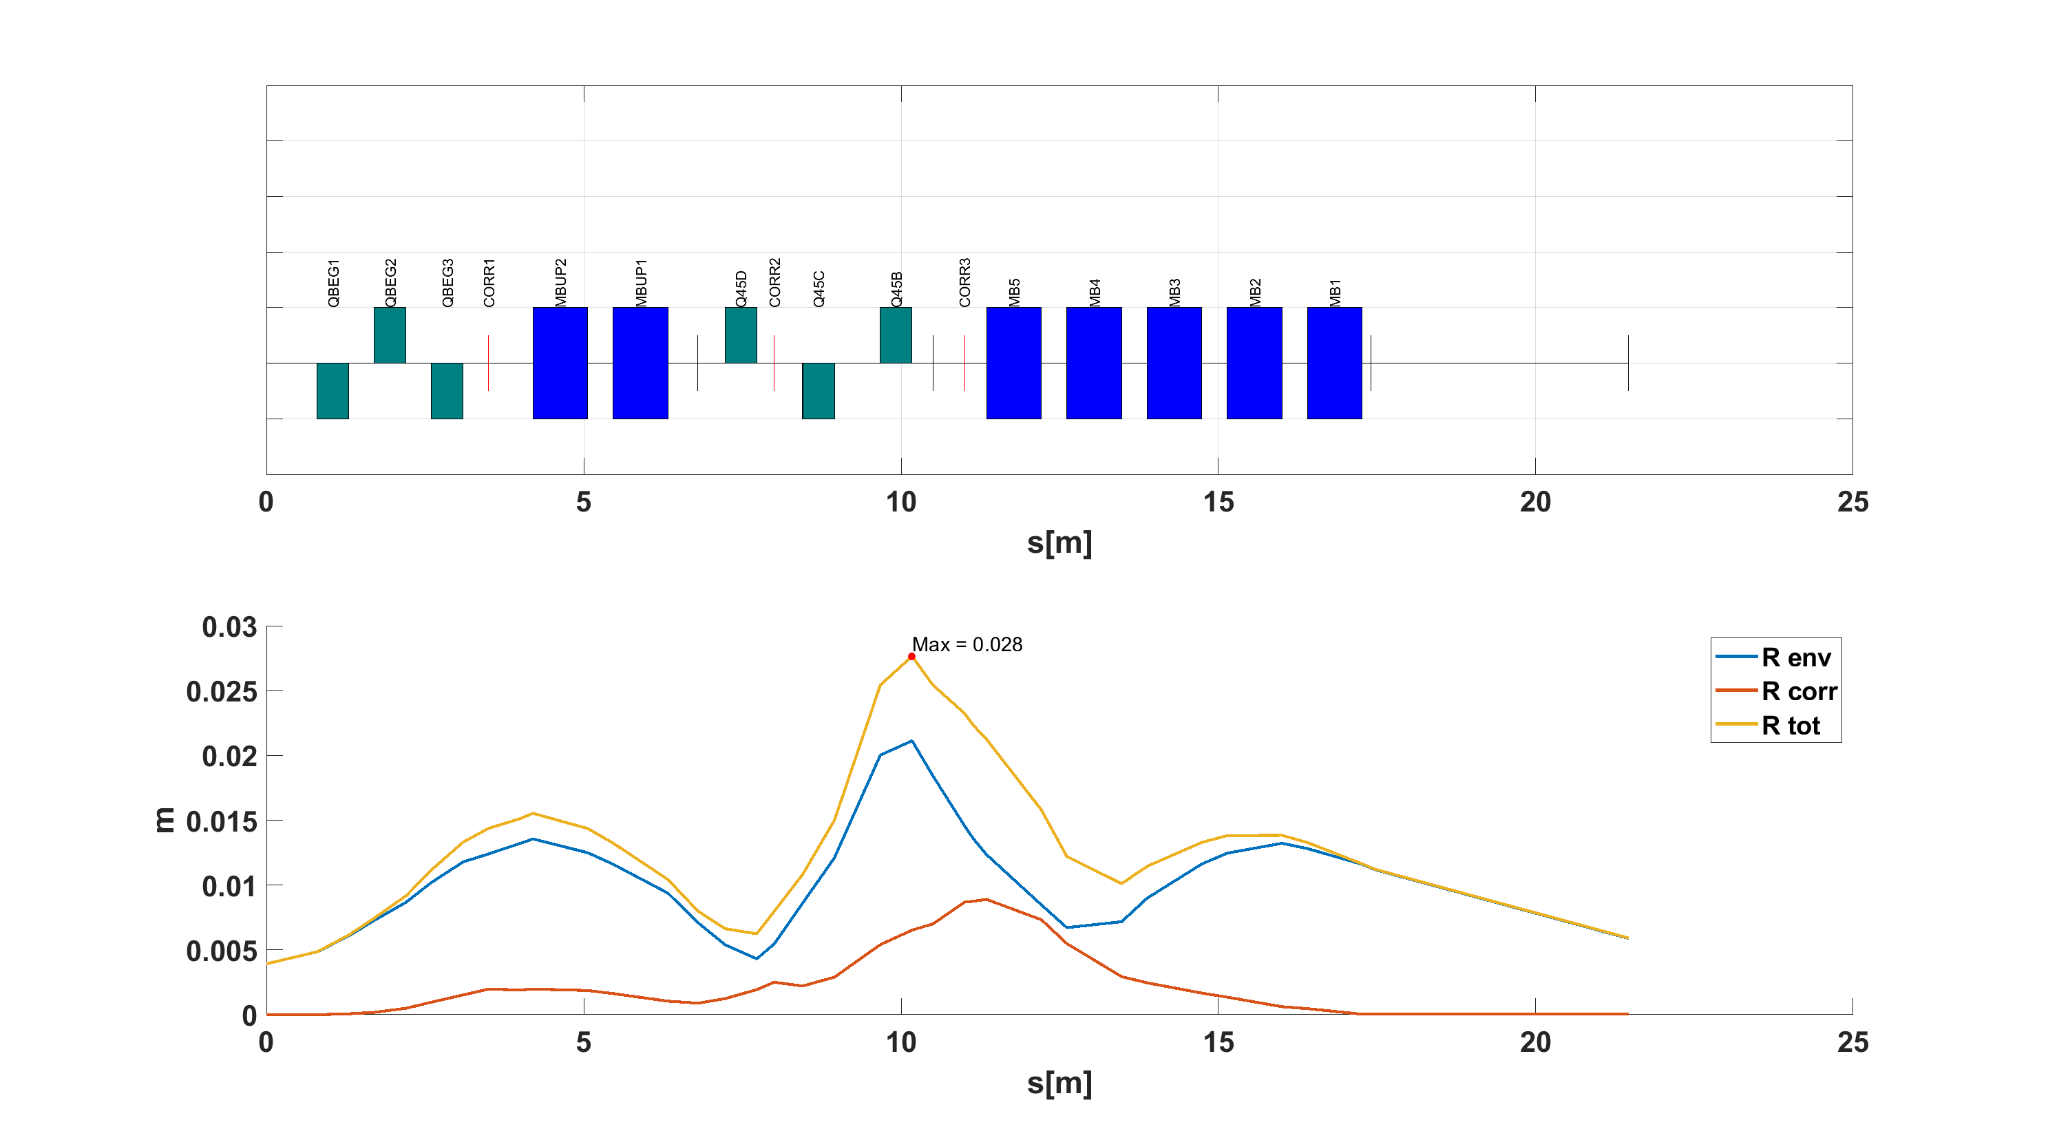 QBEG1 QBEG2 QBEG3 CORR1 MBUP2 MBUP1 Q45D CORR2 Q45C Q45B CORR3 MB5 MB4 MB3 MB2 MB1
0 5 10 15 20 25
s[m]
0.03
0.025
0.02
0.015
0.01
0.005
0
m
Max = 0.028
R env
R corr
R tot
0 5 10 15 20 25
s[m]